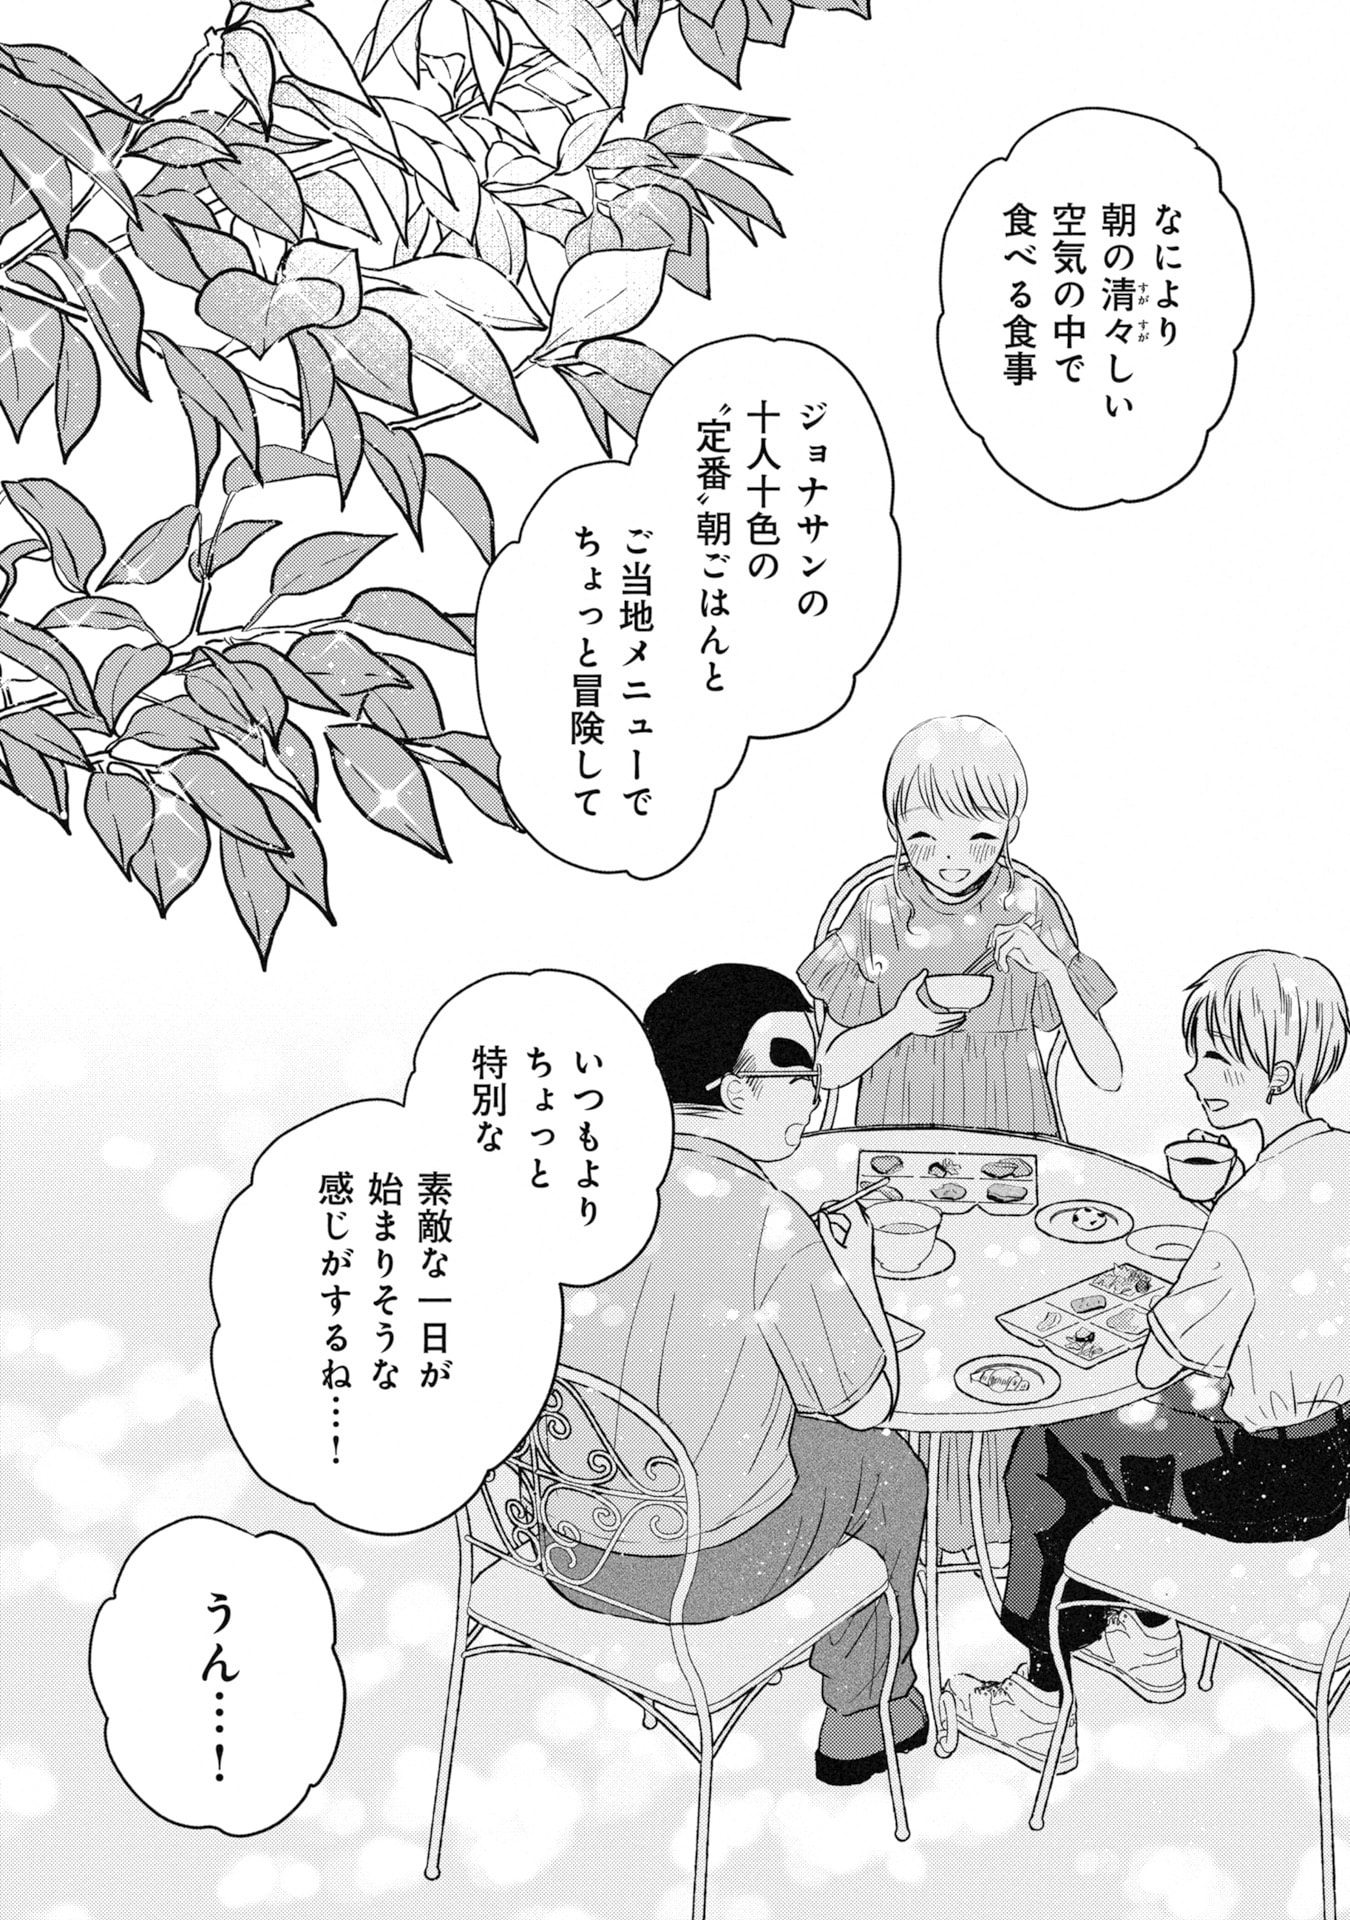 なにより
朝の清々しい
すがすが
空気の中で
食べる食事
ジョナサンの
十人十色の
〝定番〟朝ごはんと
ご当地メニューで
ちょっと冒険して
いつもより
ちょっと
特別な
素敵な一日が
始まりそうな
感じがするね……!
うん……!